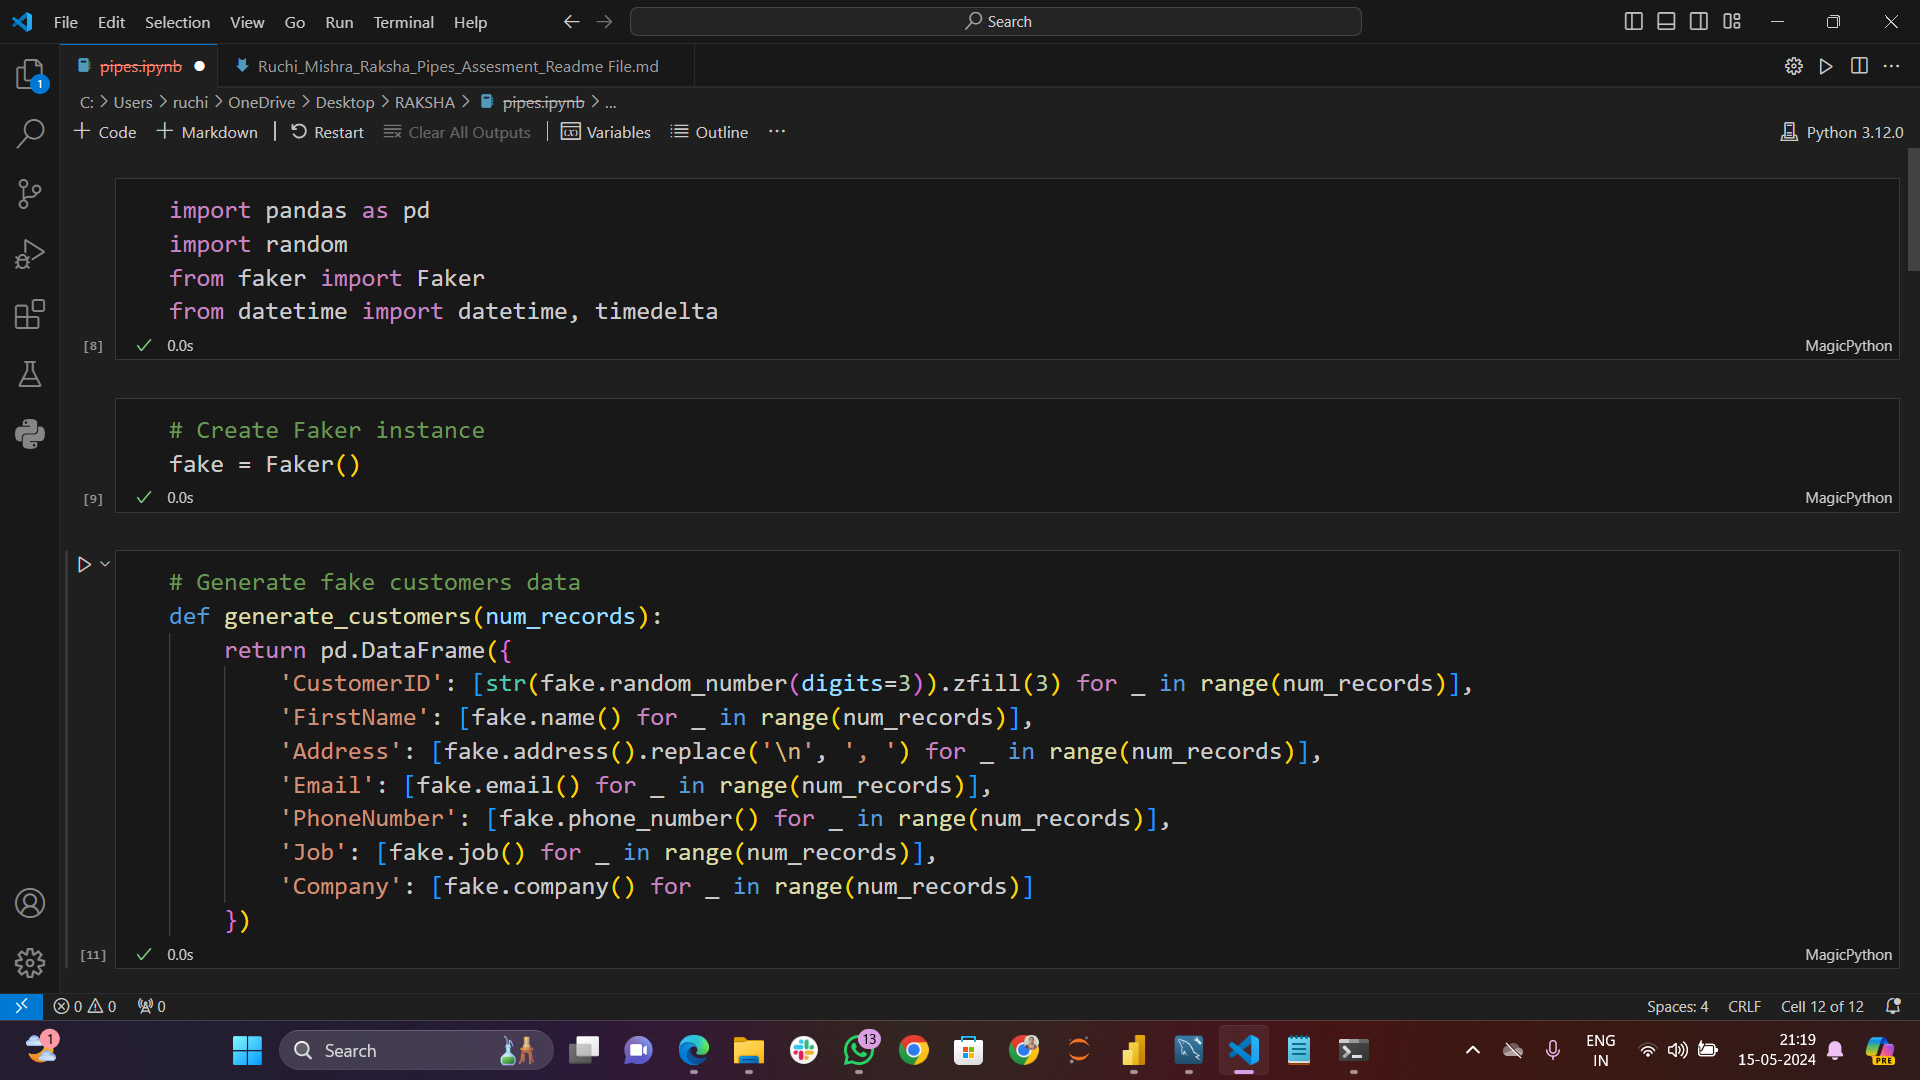 File Edit Selection View Go Run Terminal Help Search
pipes.ipynb Ruchi_Mishra_Raksha_Pipes_Assesment_Readme File.md
C: > Users > ruchi > OneDrive > Desktop > RAKSHA > pipes.ipynb > ...
+ Code + Markdown | Restart Clear All Outputs | Variables Outline ... Python 3.12.0
import pandas as pd
import random
from faker import Faker
from datetime import datetime, timedelta
[8] 0.0s MagicPython
# Create Faker instance
fake = Faker()
[9] 0.0s MagicPython
# Generate fake customers data
def generate_customers(num_records):
return pd.DataFrame({
'CustomerID': [str(fake.random_number(digits=3)).zfill(3) for _ in range(num_records)],
'FirstName': [fake.name() for _ in range(num_records)],
'Address': [fake.address().replace('\n', ', ') for _ in range(num_records)],
'Email': [fake.email() for _ in range(num_records)],
'PhoneNumber': [fake.phone_number() for _ in range(num_records)],
'Job': [fake.job() for _ in range(num_records)],
'Company': [fake.company() for _ in range(num_records)]
})
[11] 0.0s MagicPython
0 0 0 Spaces: 4 CRLF Cell 12 of 12
1 Search 13 ENG IN 21:19 PRE
15-05-2024
1